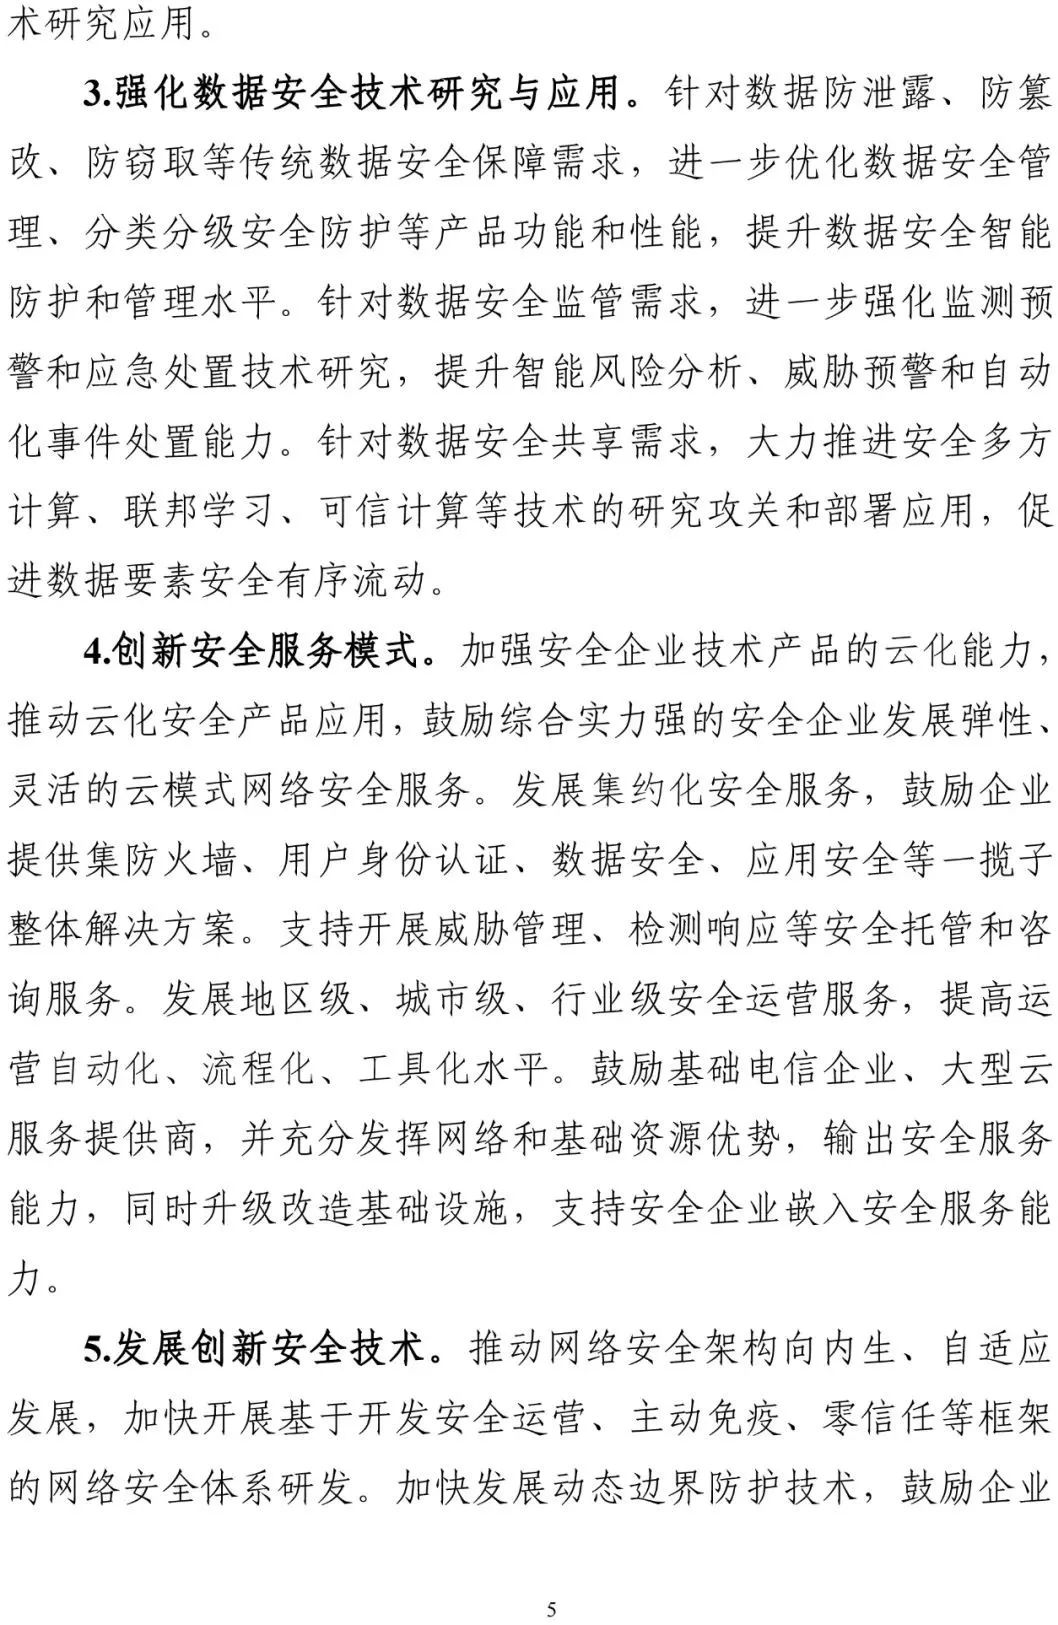 术研究应用。
3.强化数据安全技术研究与应用。针对数据防泄露、防篡
改、防窃取等传统数据安全保障需求，进一步优化数据安全管
理、分类分级安全防护等产品功能和性能，提升数据安全智能
防护和管理水平。针对数据安全监管需求，进一步强化监测预
警和应急处置技术研究，提升智能风险分析、威胁预警和自动
化事件处置能力。针对数据安全共享需求，大力推进安全多方
计算、联邦学习、可信计算等技术的研究攻关和部署应用，促
进数据要素安全有序流动。
4.创新安全服务模式。加强安全企业技术产品的云化能力，
推动云化安全产品应用，鼓励综合实力强的安全企业发展弹性、
灵活的云模式网络安全服务。发展集约化安全服务，鼓励企业
提供集防火墙、用户身份认证、数据安全、应用安全等一揽子
整体解决方案。支持开展威胁管理、检测响应等安全托管和咨
询服务。发展地区级、城市级、行业级安全运营服务，提高运
营自动化、流程化、工具化水平。鼓励基础电信企业、大型云
服务提供商，并充分发挥网络和基础资源优势，输出安全服务
能力，同时升级改造基础设施，支持安全企业嵌入安全服务能
力。
5.发展创新安全技术。推动网络安全架构向内生、自适应
发展，加快开展基于开发安全运营、主动免疫、零信任等框架
的网络安全体系研发。加快发展动态边界防护技术，鼓励企业
5